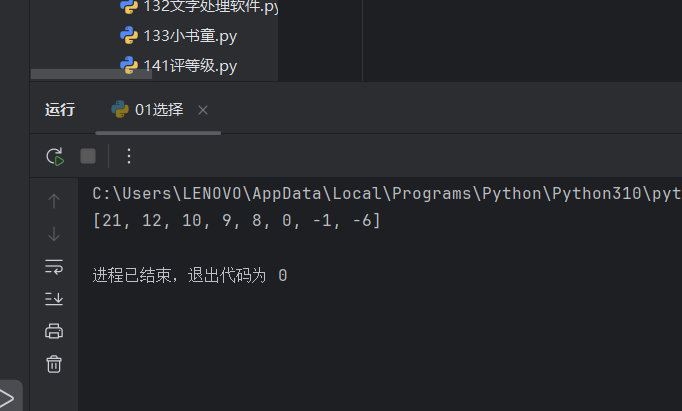 132文字处理软件.py
133小书童.py
141评等级.py
运行
01选择
C:\Users\LENOVO\AppData\Local\Programs\Python\Python310\pyt
[21, 12, 10, 9, 8, 0, -1, -6]
进程已结束，退出代码为 0